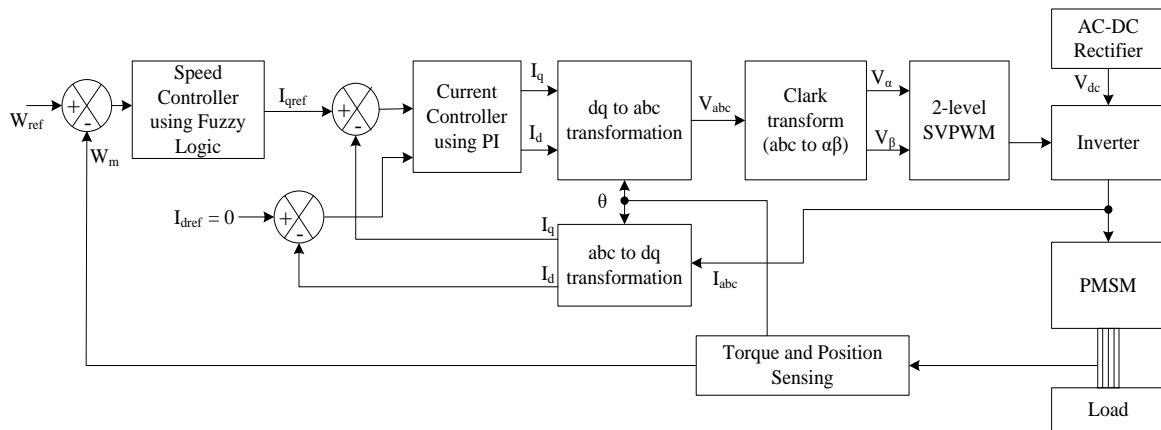 AC-DC
Rectifier
V_dc
Speed
Controller
using Fuzzy
Logic
+
-
W_ref
W_m
I_qref
+
-
Current
Controller
using PI
I_q
I_d
dq to abc
transformation
V_abc
Clark
transform
(abc to αβ)
V_α
V_β
2-level
SVPWM
Inverter
I_dref = 0
+
-
θ
I_q
I_d
abc to dq
transformation
I_abc
PMSM
Torque and Position
Sensing
Load